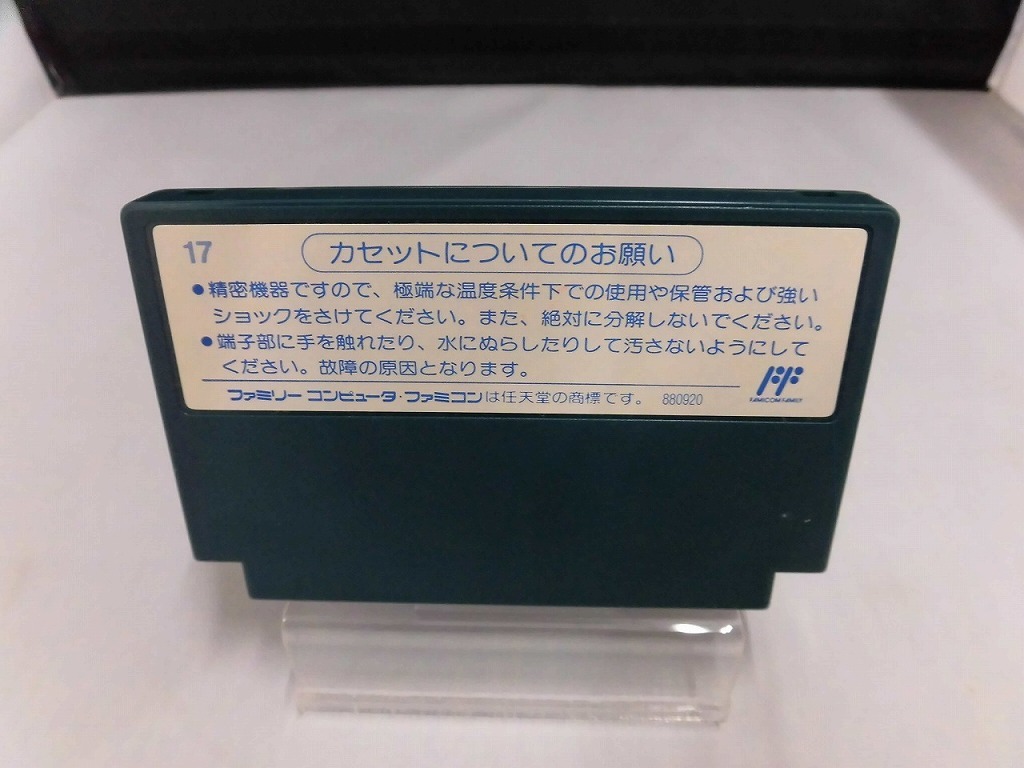 17
カセットについてのお願い
●精密機器ですので、極端な温度条件下での使用や保管および強い
ショックをさけてください。また、絶対に分解しないでください。
●端子部に手を触れたり、水にぬらしたりして汚さないようにして
ください。故障の原因となります。
ファミリーコンピュータ・ファミコンは任天堂の商標です。 880920
FF
FAMICOM FAMILY